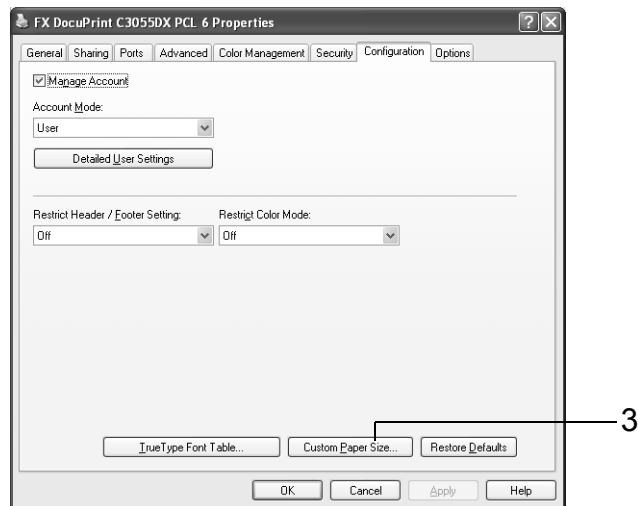 FX DocuPrint C3055DX PCL 6 Properties
General Sharing Ports Advanced Color Management Security Configuration Options
Manage Account
Account Mode:
User
Detailed User Settings
Restrict Header / Footer Setting: Restrict Color Mode:
Off Off
3
TrueType Font Table... Custom Paper Size... Restore Defaults
OK Cancel Apply Help